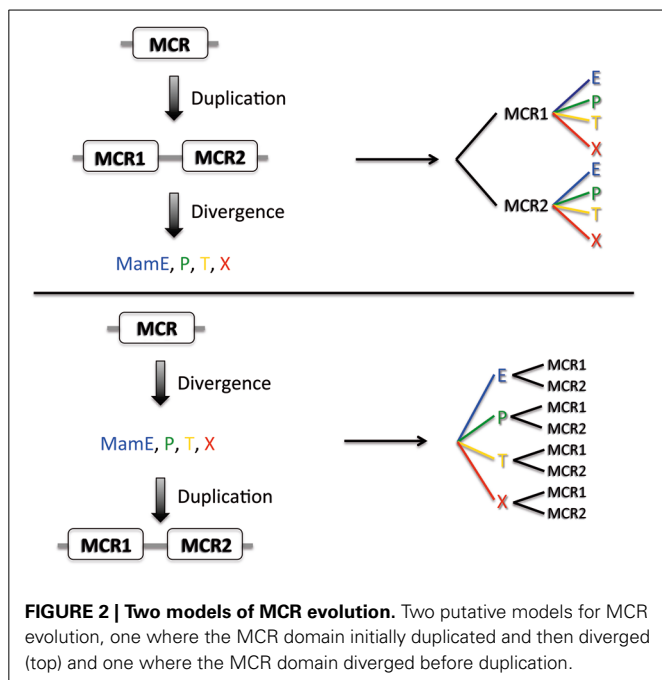 MCR
Duplication
MCR1 MCR2
Divergence
MamE, P, T, X
MCR1
E
P
T
X
MCR2
E
P
T
X
MCR
Divergence
MamE, P, T, X
Duplication
MCR1 MCR2
E
MCR1
MCR2
P
MCR1
MCR2
T
MCR1
MCR2
X
MCR1
MCR2
FIGURE 2 | Two models of MCR evolution. Two putative models for MCR
evolution, one where the MCR domain initially duplicated and then diverged
(top) and one where the MCR domain diverged before duplication.